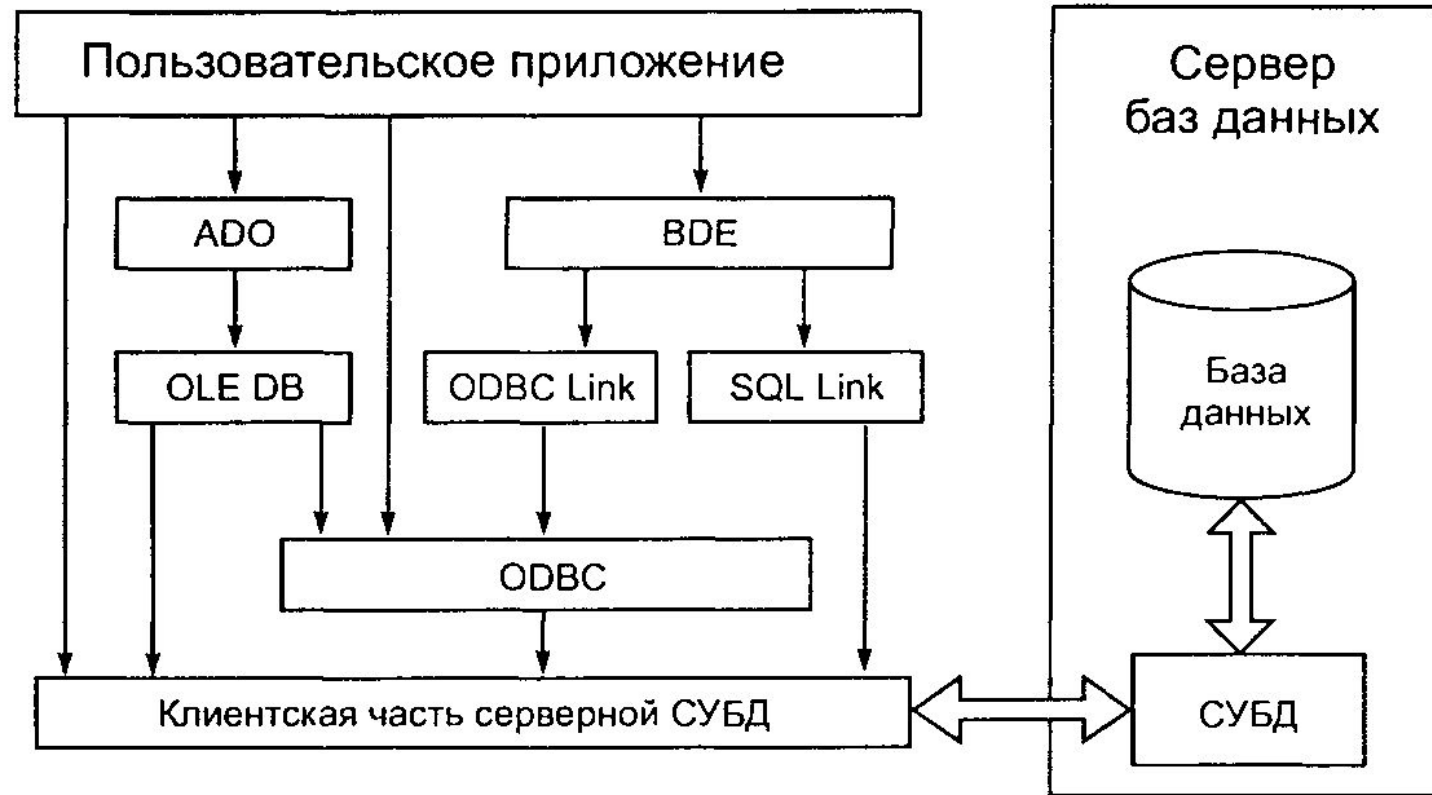 Пользовательское приложение
Сервер
баз данных
ADO
BDE
OLE DB
ODBC Link
SQL Link
База
данных
ODBC
Клиентская часть серверной СУБД
СУБД